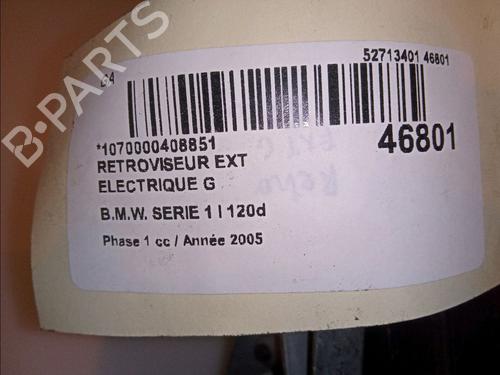 52713401 46801
*1070000408851
46801
RETROVISEUR EXT
ELECTRIQUE G
B.M.W. SERIE 1 I 120d
Phase 1 cc / Année 2005
B-PARTS